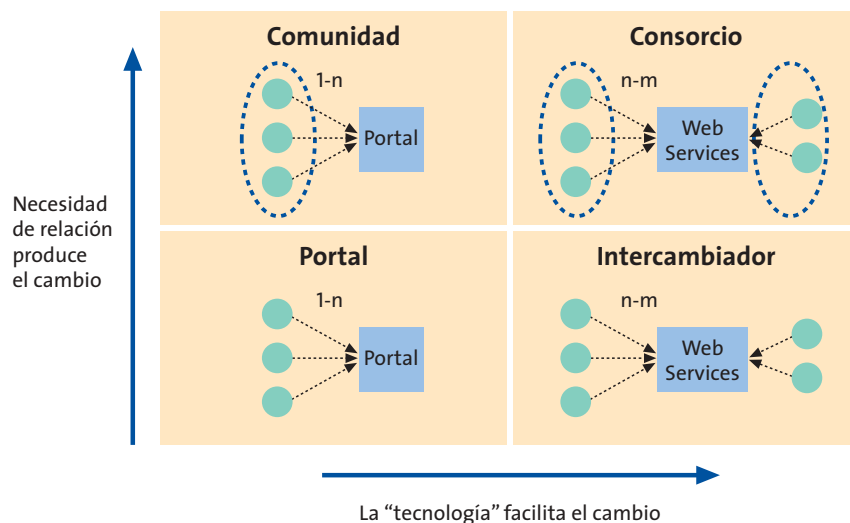 Comunidad
1-n
Portal
Consorcio
n-m
Web
Services
Necesidad
de relación
produce
el cambio
Portal
1-n
Portal
Intercambiador
n-m
Web
Services
La “tecnología” facilita el cambio